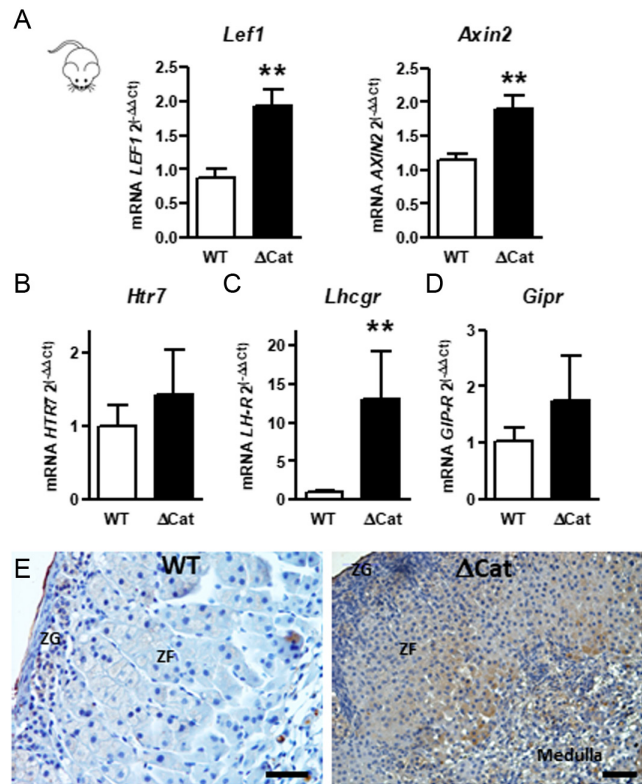 A
Lef1
Axin2
mRNA LEF1 2(-ΔΔCt)
2.5
2.0
1.5
1.0
0.5
0.0
**
WT
ΔCat
mRNA AXIN2 2(-ΔΔCt)
2.5
2.0
1.5
1.0
0.5
0.0
**
WT
ΔCat
B
Htr7
C
Lhcgr
D
Gipr
mRNA HTR7 2(-ΔΔCt)
2
1
0
WT
ΔCat
mRNA LH-R 2(-ΔΔCt)
20
15
10
5
0
**
WT
ΔCat
mRNA GIP-R 2(-ΔΔCt)
3
2
1
0
WT
ΔCat
E
WT
ZG
ZF
ΔCat
ZG
ZF
Medulla